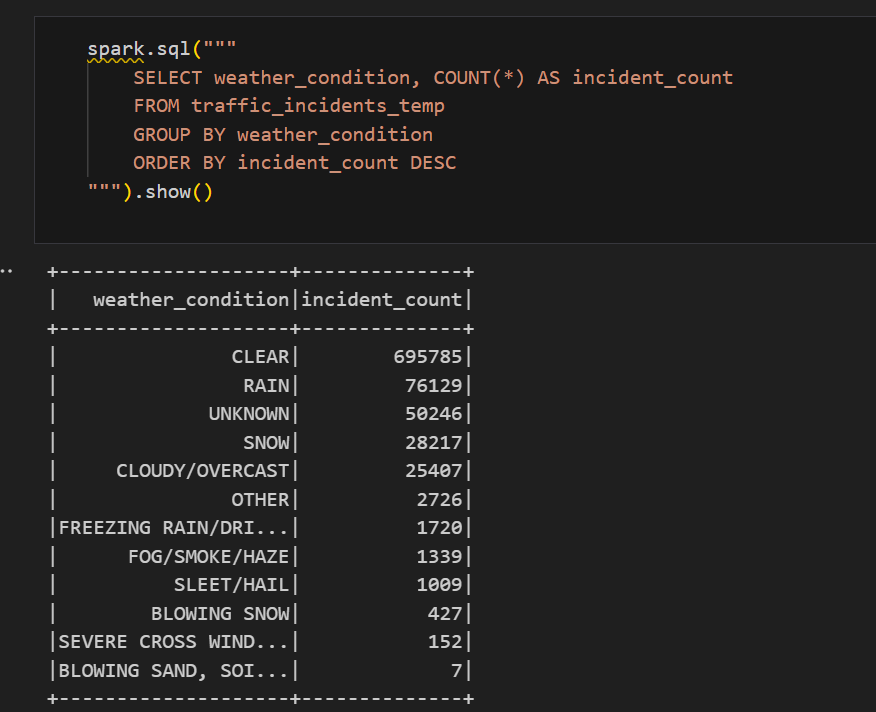 spark.sql("""
    SELECT weather_condition, COUNT(*) AS incident_count
    FROM traffic_incidents_temp
    GROUP BY weather_condition
    ORDER BY incident_count DESC
""").show()
··
+--------------------+--------------+
|   weather_condition|incident_count|
+--------------------+--------------+
|               CLEAR|        695785|
|                RAIN|         76129|
|             UNKNOWN|         50246|
|                SNOW|         28217|
|     CLOUDY/OVERCAST|         25407|
|               OTHER|          2726|
|FREEZING RAIN/DRI...|          1720|
|      FOG/SMOKE/HAZE|          1339|
|          SLEET/HAIL|          1009|
|        BLOWING SNOW|           427|
|SEVERE CROSS WIND...|           152|
|BLOWING SAND, SOI...|             7|
+--------------------+--------------+